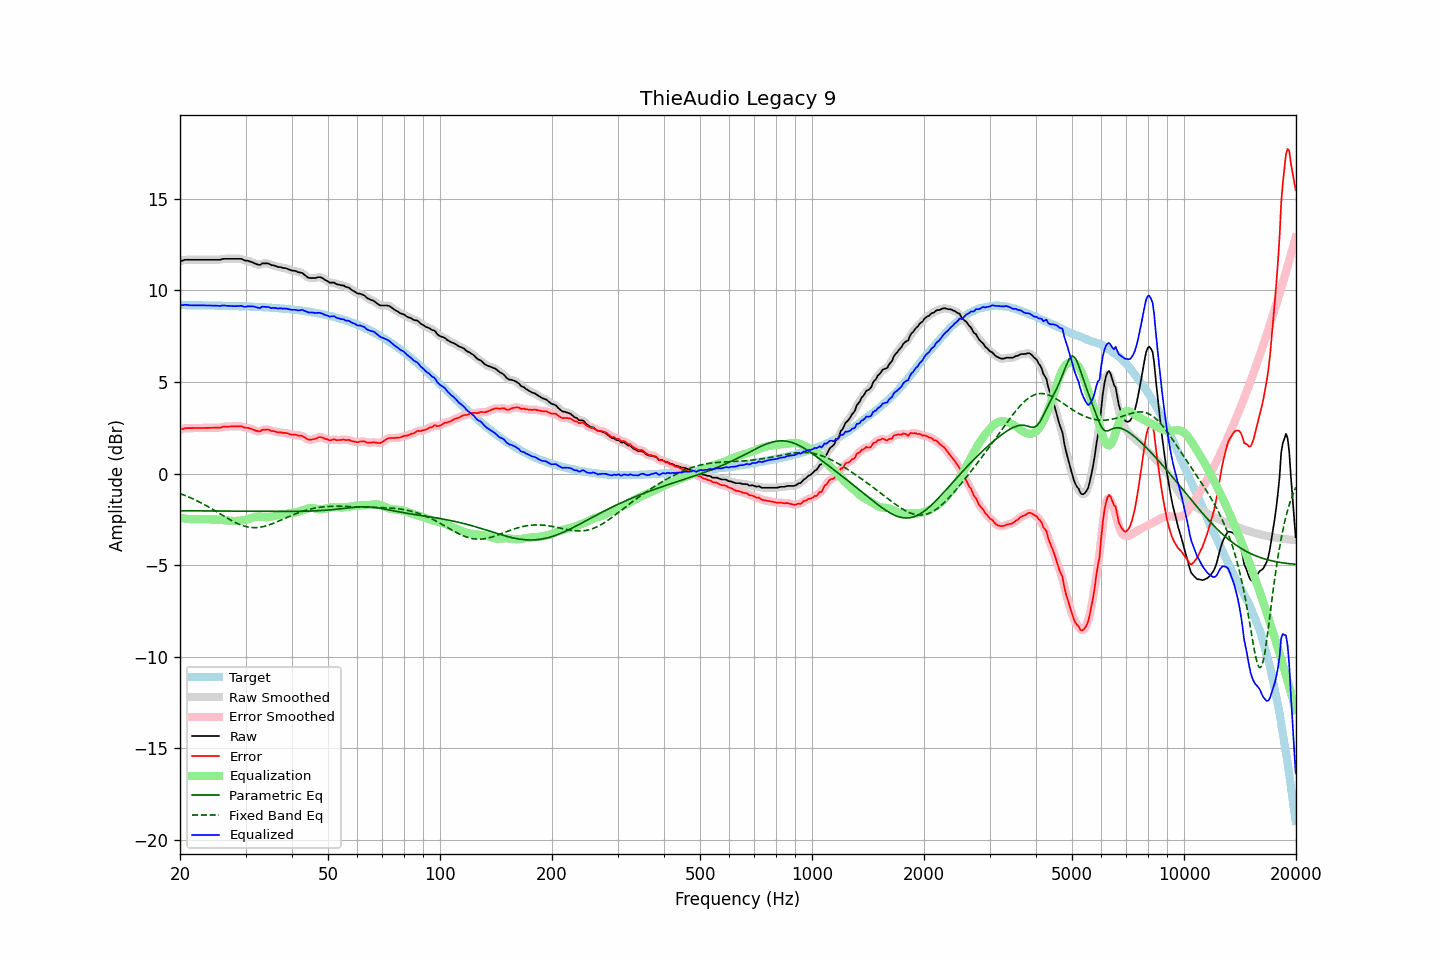 ThieAudio Legacy 9
Amplitude (dBr)
15
10
5
0
−5
−10
−15
−20
Target
Raw Smoothed
Error Smoothed
Raw
Error
Equalization
Parametric Eq
Fixed Band Eq
Equalized
20 50 100 200 500 1000 2000 5000 10000 20000
Frequency (Hz)